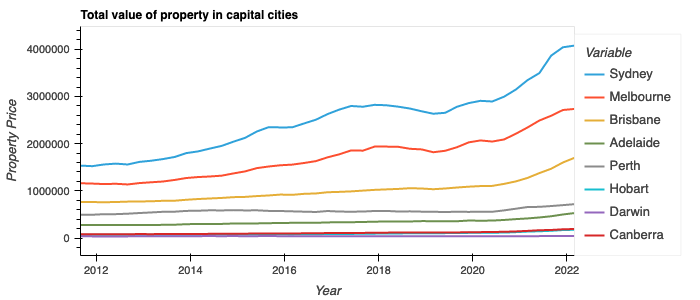 Total value of property in capital cities
Property Price
4000000
3000000
2000000
1000000
0
2012 2014 2016 2018 2020 2022
Year
Variable
Sydney
Melbourne
Brisbane
Adelaide
Perth
Hobart
Darwin
Canberra